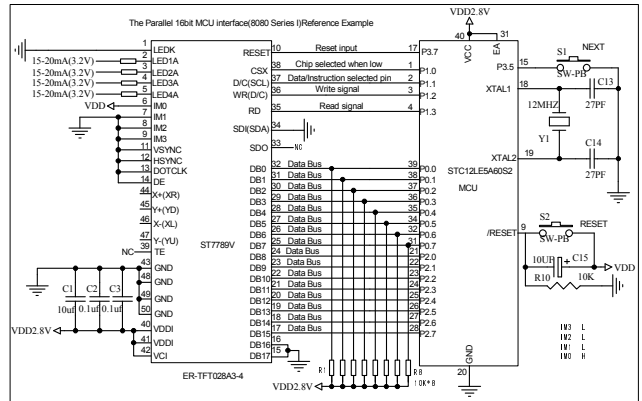 The Parallel 16bit MCU interface(8080 Series I)Reference Example
1 LEDK
15-20mA(3.2V) 2 LED1A
15-20mA(3.2V) 3 LED2A
15-20mA(3.2V) 4 LED3A
15-20mA(3.2V) 5 LED4A
VDD 6 IM0
7 IM1
8 IM2
9 IM3
11 VSYNC
12 HSYNC
13 DOTCLK
14 DE
44 X+(XR)
45 Y+(YD)
46 X-(XL)
47 Y-(YU)
NC 39 TE
43 GND
48 GND
49 GND
50 GND
40 VDDI
41 VDDI
42 VCI
C1 C2 C3
10uf 0.1uf 0.1uf
VDD2.8V
ST7789V
ER-TFT028A3-4
RESET 10 Reset input 17 P3.7
CSX 38 Chip selected when low 1 P1.0
D/C(SCL) 37 Data/Instruction selected pin 2 P1.1
WR(D/C) 36 Write signal 3 P1.2
RD 35 Read signal 4 P1.3
SDI(SDA) 34
SDO 33 NC
DB0 32 Data Bus 39 P0.0
DB1 31 Data Bus 38 P0.1
DB2 30 Data Bus 37 P0.2
DB3 29 Data Bus 36 P0.3
DB4 28 Data Bus 35 P0.4
DB5 27 Data Bus 34 P0.5
DB6 26 Data Bus 33 P0.6
DB7 25 Data Bus 31 P0.7
DB8 24 Data Bus 21 P2.0
DB9 23 Data Bus 22 P2.1
DB10 22 Data Bus 23 P2.2
DB11 21 Data Bus 24 P2.3
DB12 20 Data Bus 25 P2.4
DB13 19 Data Bus 26 P2.5
DB14 18 Data Bus 27 P2.6
DB15 17 Data Bus 28 P2.7
DB16 16
DB17 15
R1 R8
10K*8
VDD2.8V
VDD2.8V
40 31
VCC EA
STC12LE5A60S2
MCU
P3.5 15
S1 NEXT
SW-PB
XTAL1 18
C13
27PF
12MHZ
Y1
XTAL2 19
C14
27PF
/RESET 9
S2 RESET
SW-PB
10UF + C15
VDD
R10 10K
GND
20
IM3 L
IM2 L
IM1 L
IM0 H